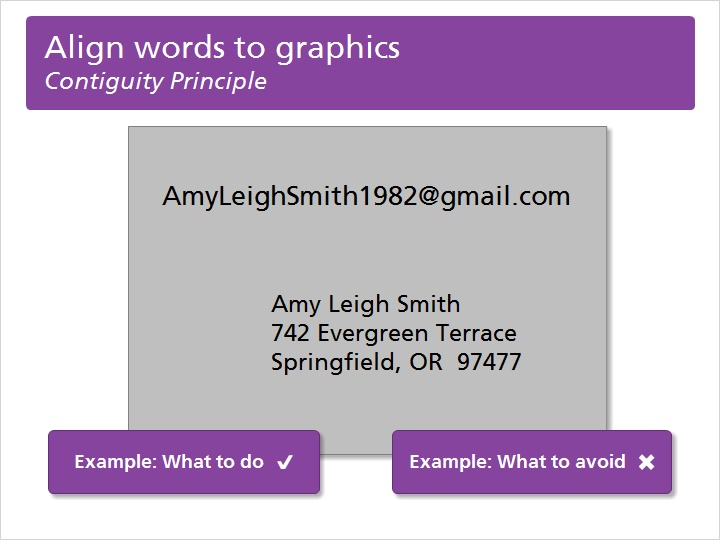 Align words to graphics
Contiguity Principle
AmyLeighSmith1982@gmail.com
Amy Leigh Smith
742 Evergreen Terrace
Springfield, OR 97477
Example: What to do ✔
Example: What to avoid ✖